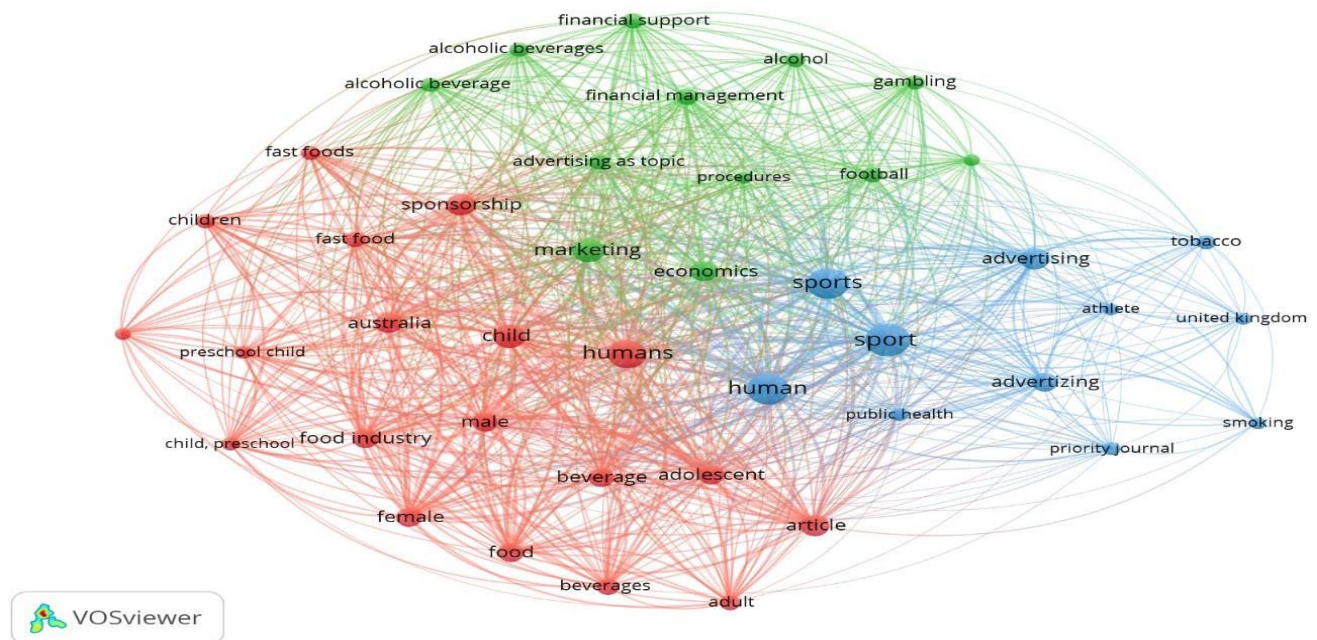 financial support
alcoholic beverages
alcohol
alcoholic beverage
financial management
gambling
fast foods
advertising as topic
procedures
football
sponsorship
children
fast food
marketing
economics
tobacco
advertising
sports
athlete
united kingdom
australia
child
humans
sport
preschool child
human
advertizing
public health
smoking
male
child, preschool
food industry
priority journal
beverage
adolescent
female
article
food
beverages
adult
VOSviewer